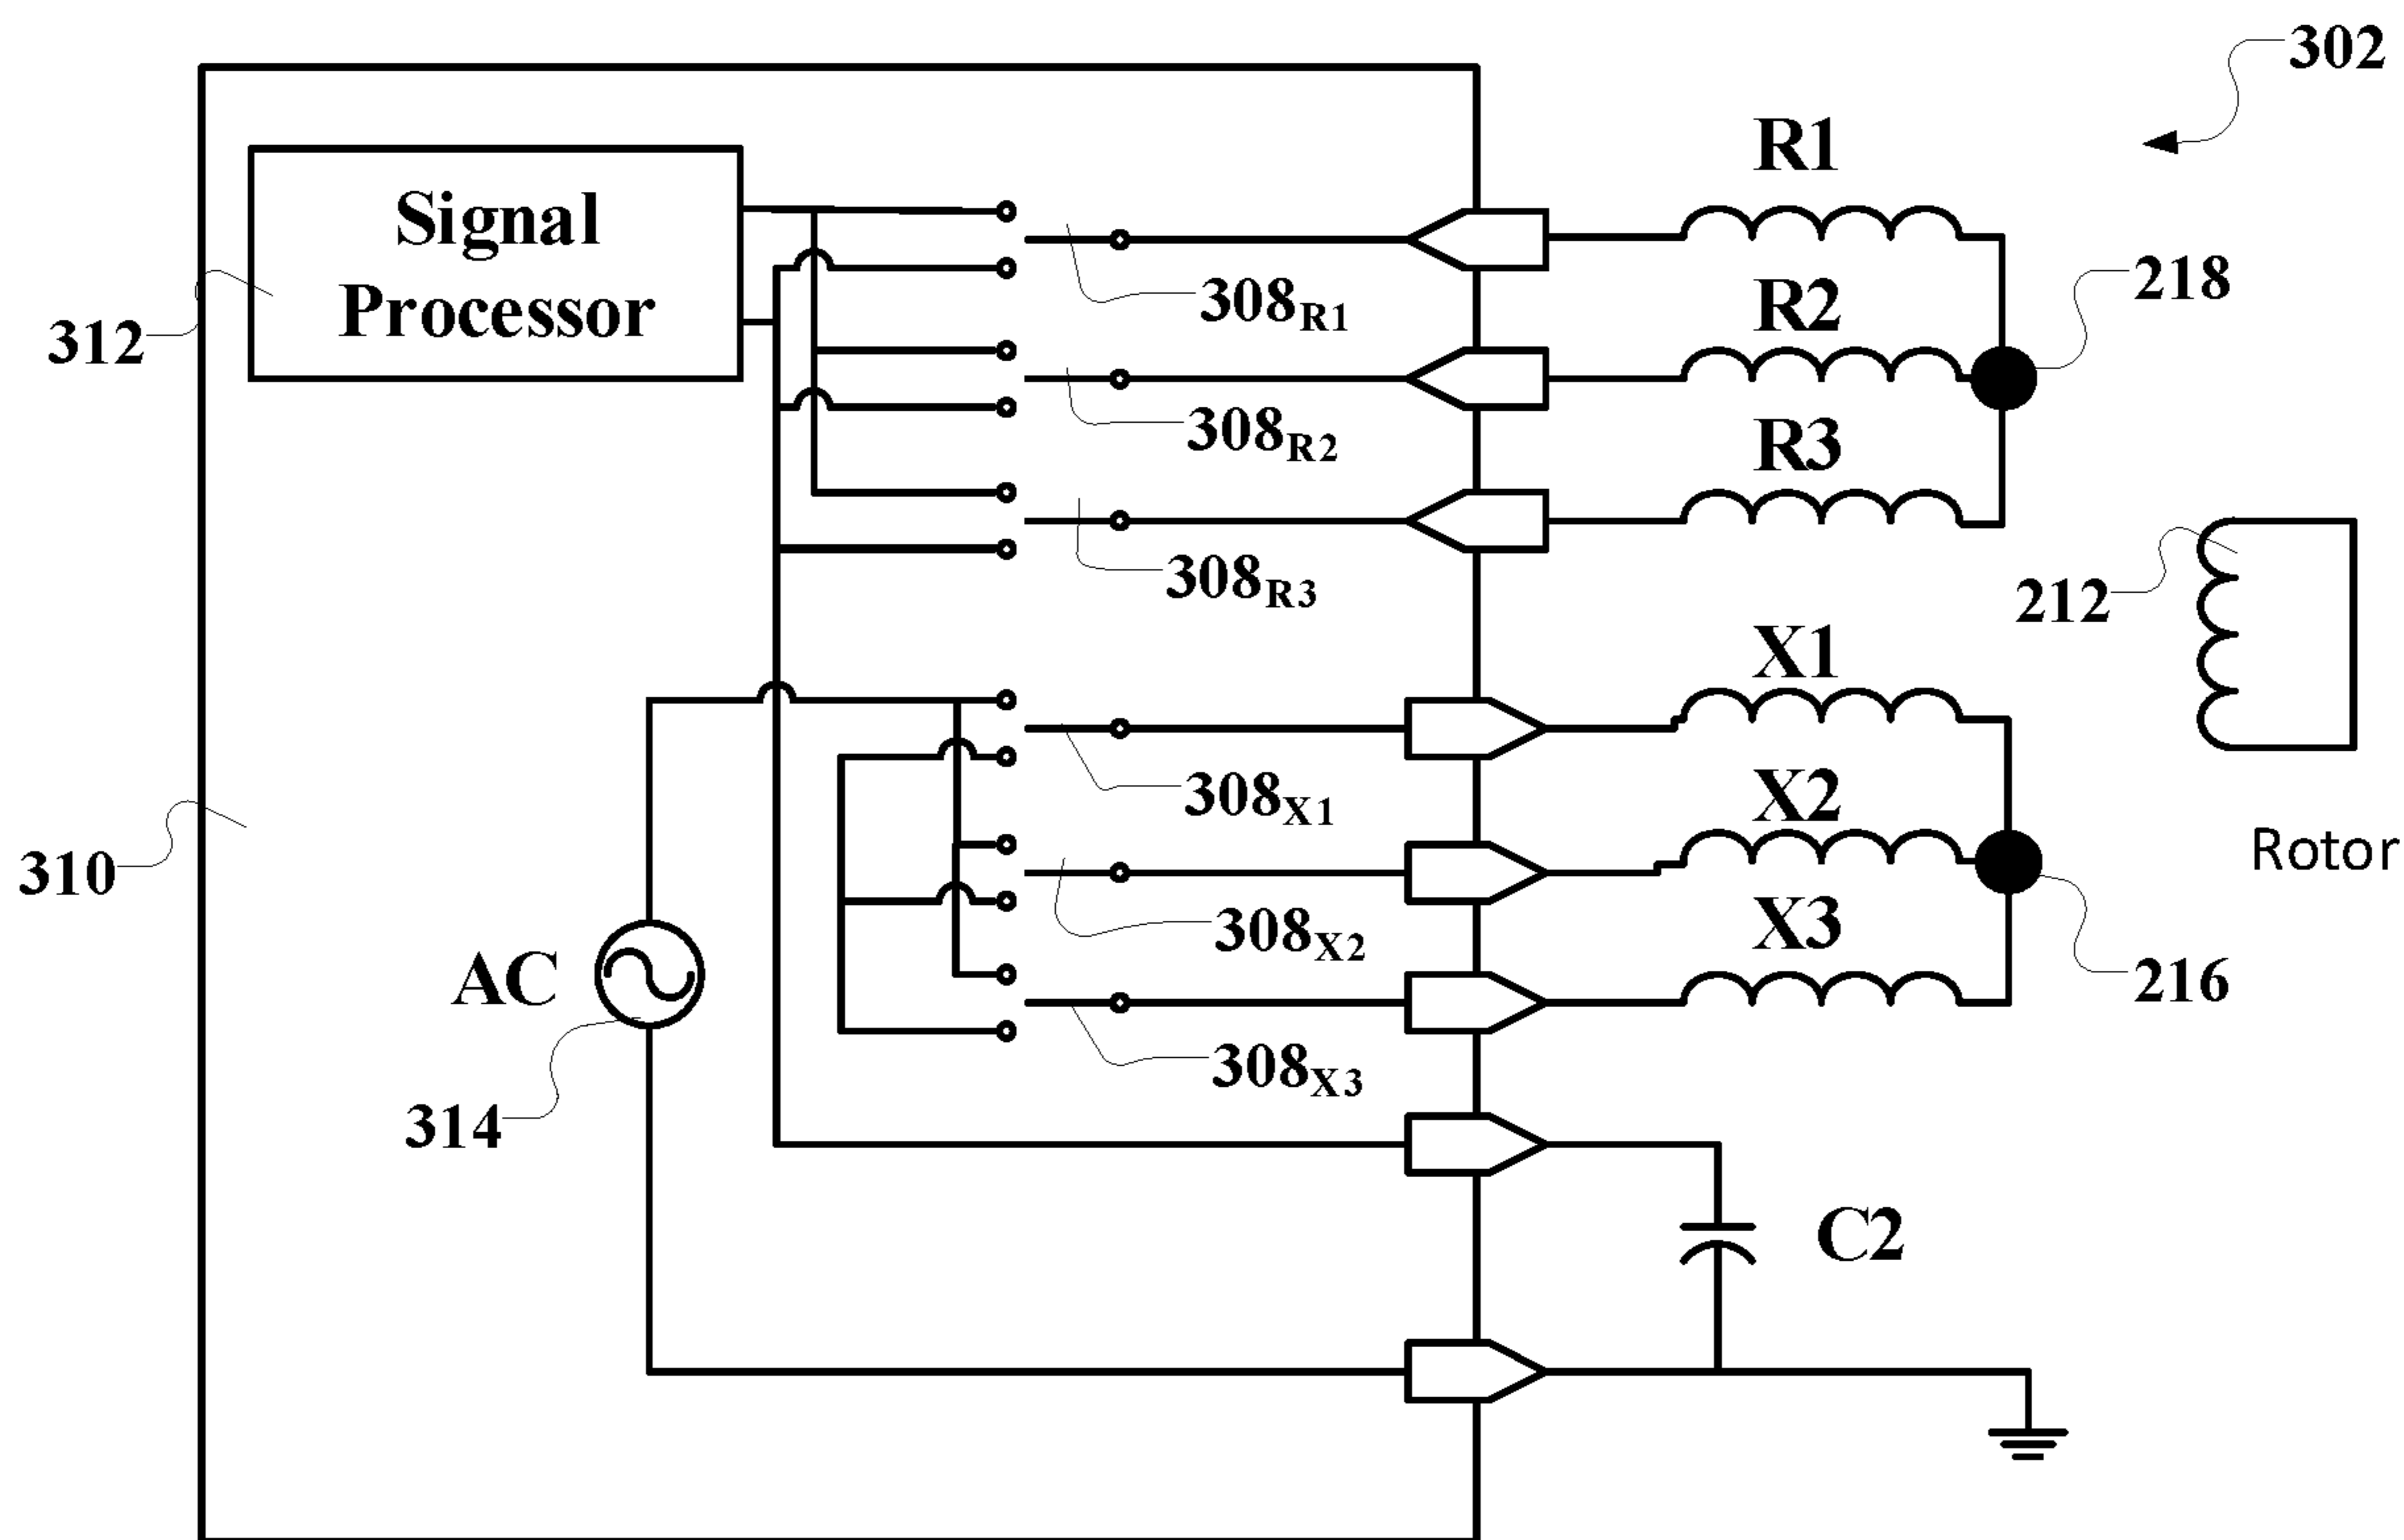 302
R1
Signal
Processor
218
308R1
R2
312
308R2
R3
308R3
212
X1
308X1
X2
Rotor
310
308X2
X3
AC
216
308X3
314
C2